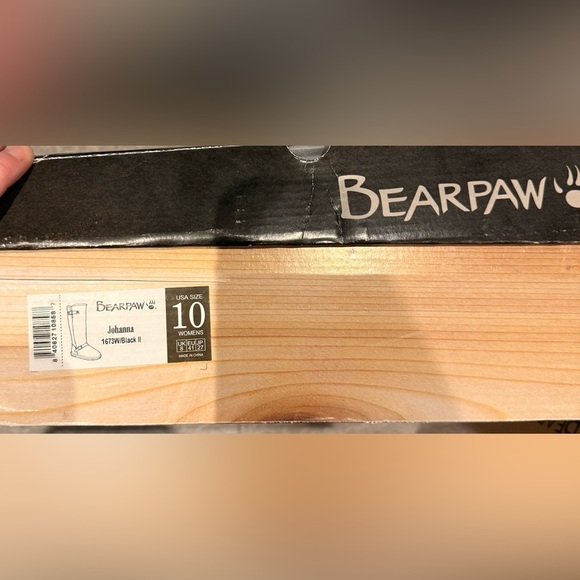 BEARPAW
BEARPAW
Johanna
1673W/Black II
USA SIZE
10
WOMENS
UK EU JP
8 41 27
MADE IN CHINA